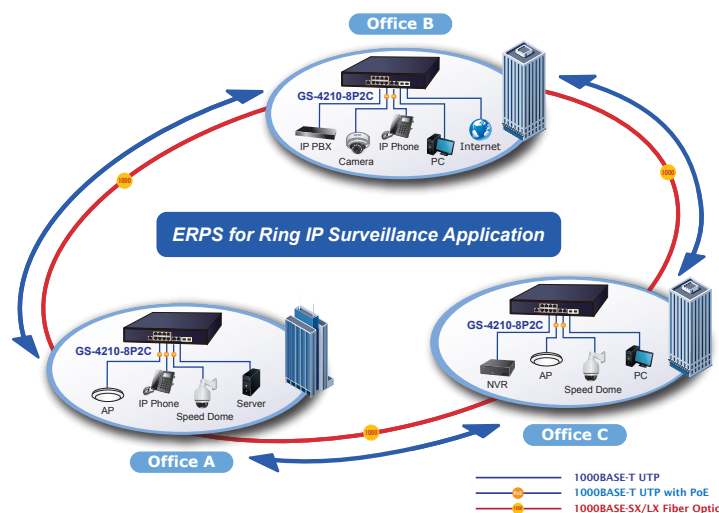 Office B
GS-4210-8P2C
IP PBX
Camera
IP Phone
PC
Internet
1000
1000
ERPS for Ring IP Surveillance Application
GS-4210-8P2C
AP
IP Phone
Speed Dome
Server
GS-4210-8P2C
NVR
AP
Speed Dome
PC
1000
Office A
Office C
1000BASE-T UTP
PoE
1000BASE-T UTP with PoE
1000
1000BASE-SX/LX Fiber Optic